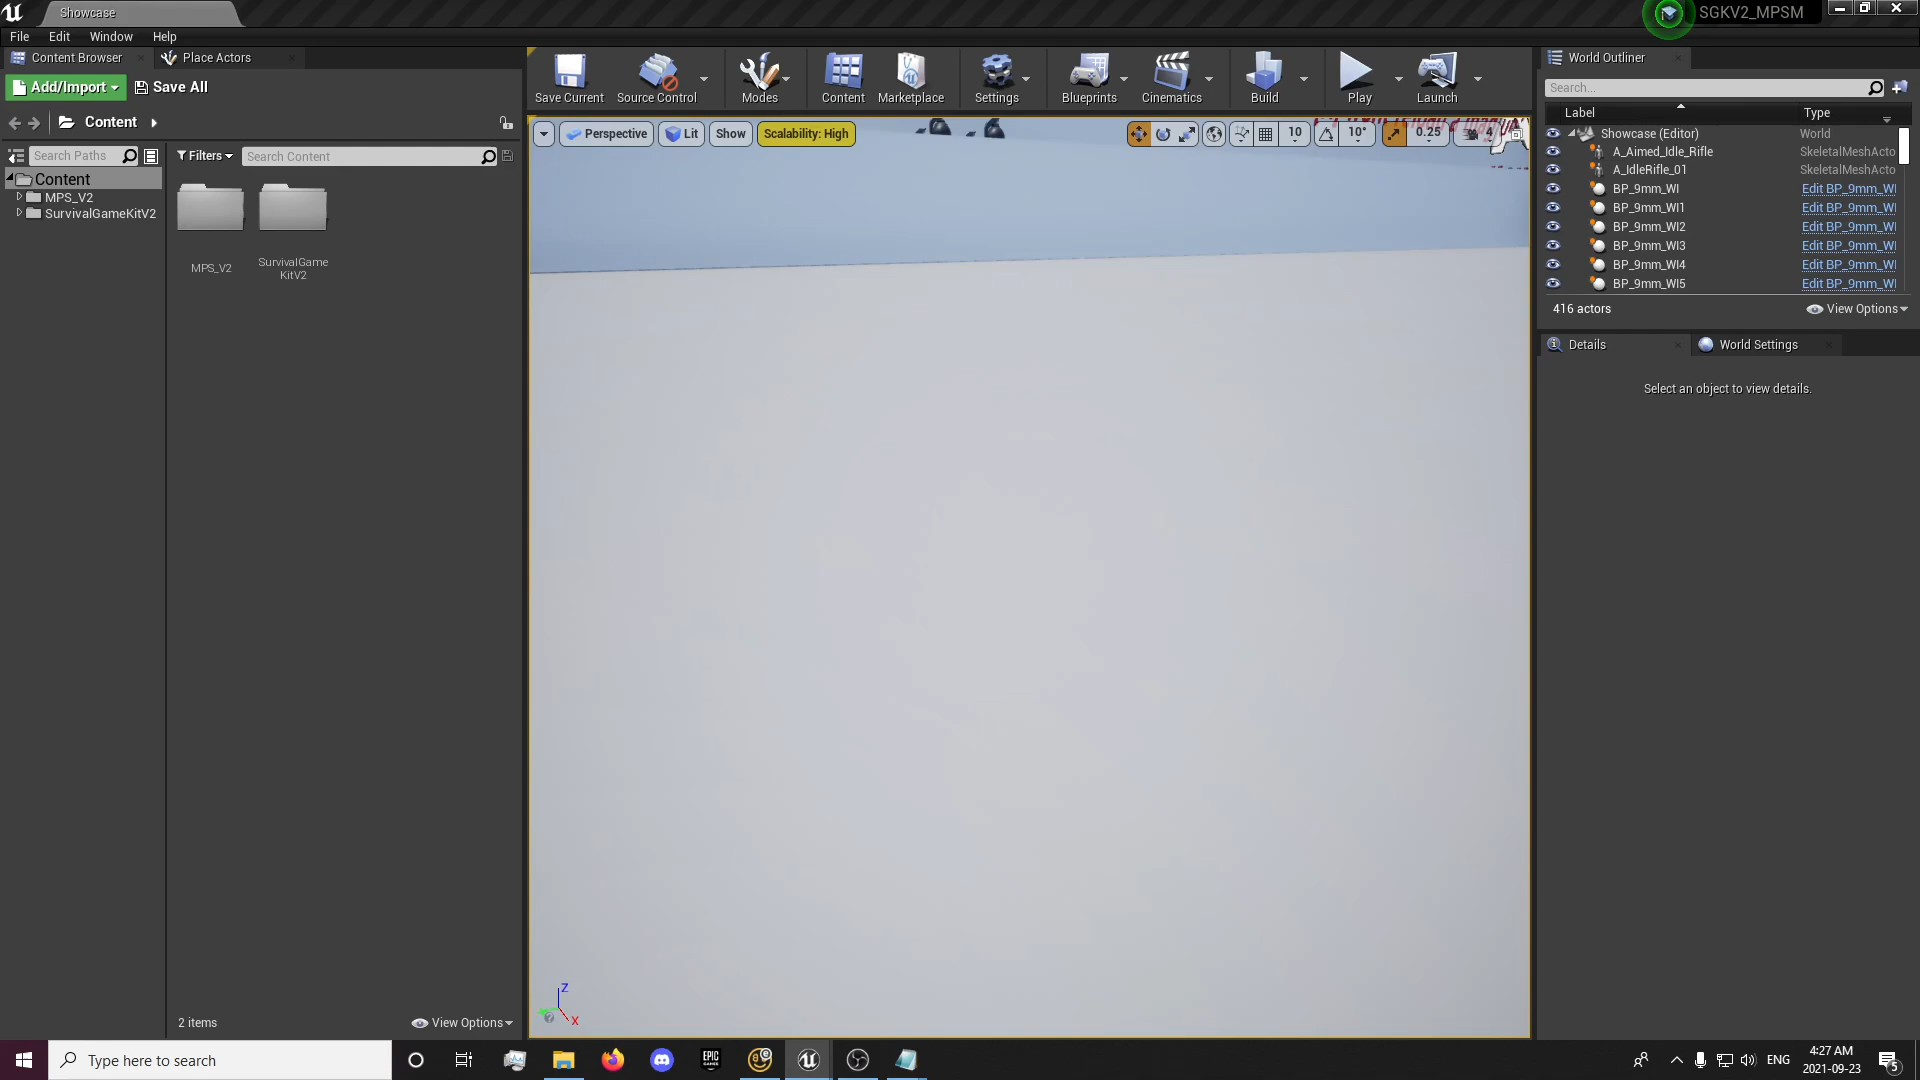 Showcase
SGKV2_MPSM
File Edit Window Help
Content Browser
Place Actors
Add/Import
Save All
Content
Search Paths
Filters
Search Content
Content
MPS_V2
SurvivalGameKitV2
MPS_V2
SurvivalGame
KitV2
2 items
View Options
Save Current
Source Control
Modes
Content
Marketplace
Settings
Blueprints
Cinematics
Build
Play
Launch
Perspective
Lit
Show
Scalability: High
10
10°
0.25
4
Z
X
World Outliner
Search...
Label Type
Showcase (Editor) World
A_Aimed_Idle_Rifle SkeletalMeshActo
A_IdleRifle_01 SkeletalMeshActo
BP_9mm_WI Edit BP_9mm_WI
BP_9mm_WI1 Edit BP_9mm_WI
BP_9mm_WI2 Edit BP_9mm_WI
BP_9mm_WI3 Edit BP_9mm_WI
BP_9mm_WI4 Edit BP_9mm_WI
BP_9mm_WI5 Edit BP_9mm_WI
416 actors
View Options
Details
World Settings
Select an object to view details.
Type here to search
EPIC
GAMES
ENG
4:27 AM
2021-09-23
5